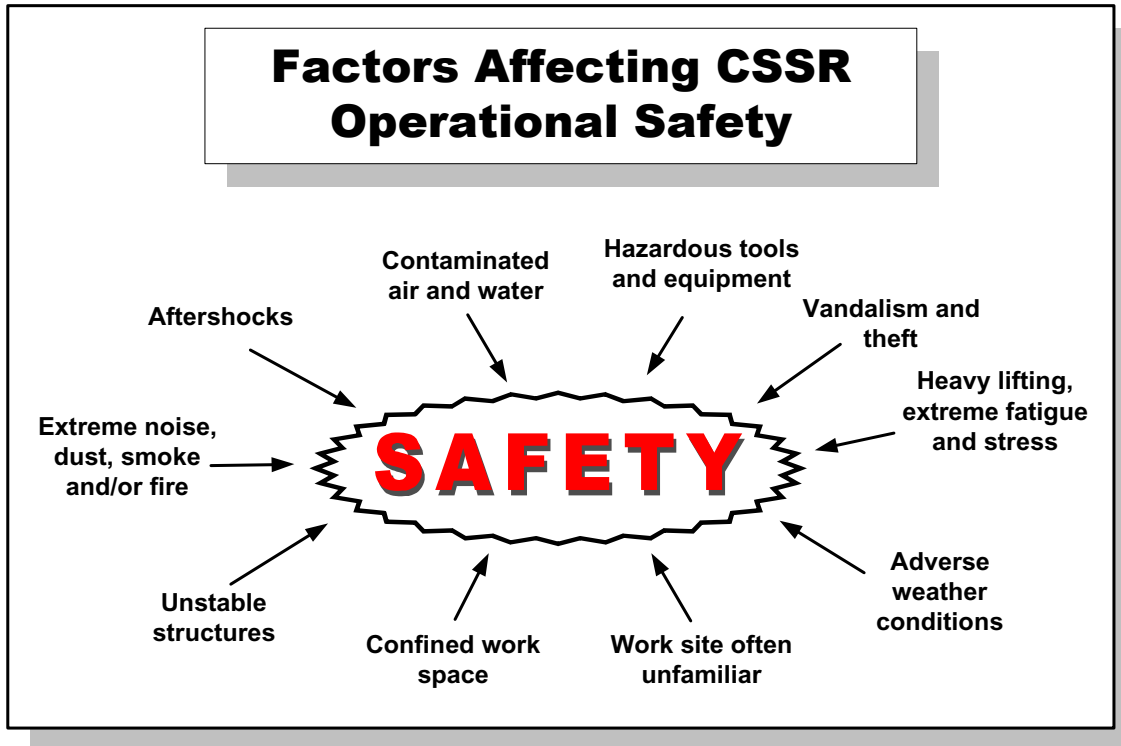 Factors Affecting CSSR
Operational Safety
Contaminated
air and water
Hazardous tools
and equipment
Aftershocks
Vandalism and
theft
Heavy lifting,
extreme fatigue
and stress
Extreme noise,
dust, smoke
and/or fire
SAFETY
Unstable
structures
Confined work
space
Work site often
unfamiliar
Adverse
weather
conditions